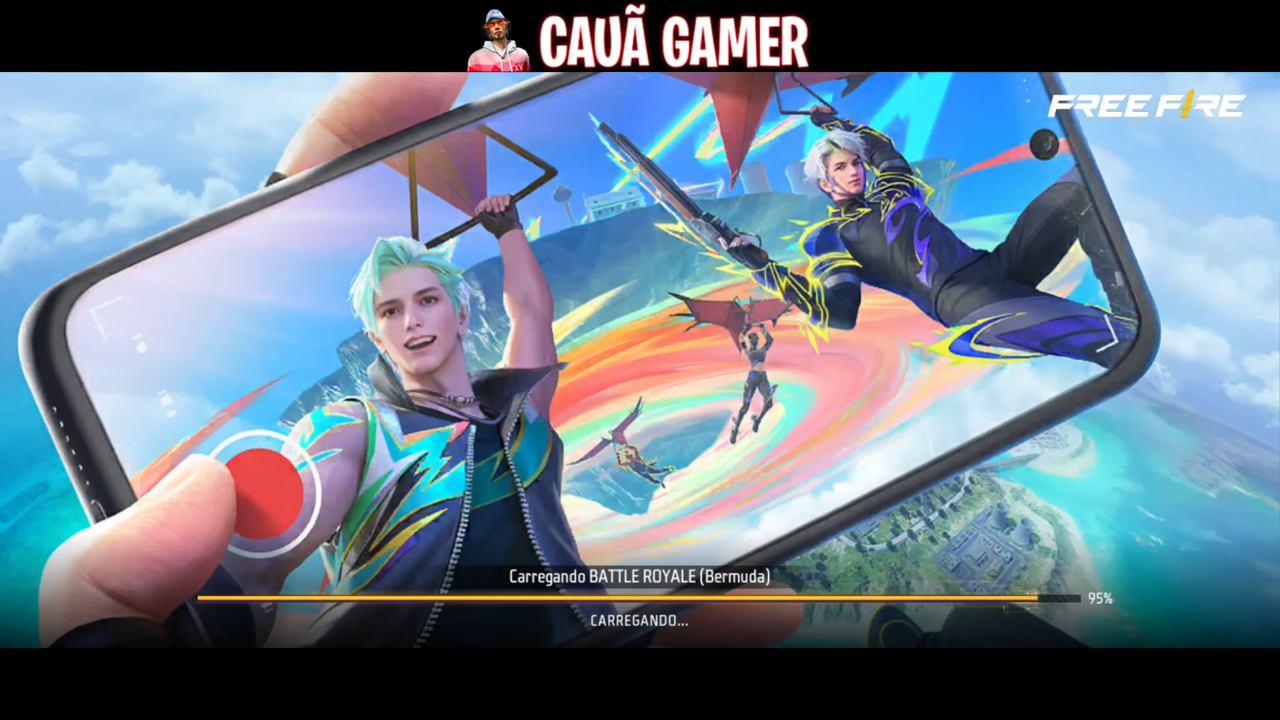 CAUÃ GAMER
FREE FIRE
Carregando BATTLE ROYALE (Bermuda)
95%
CARREGANDO...